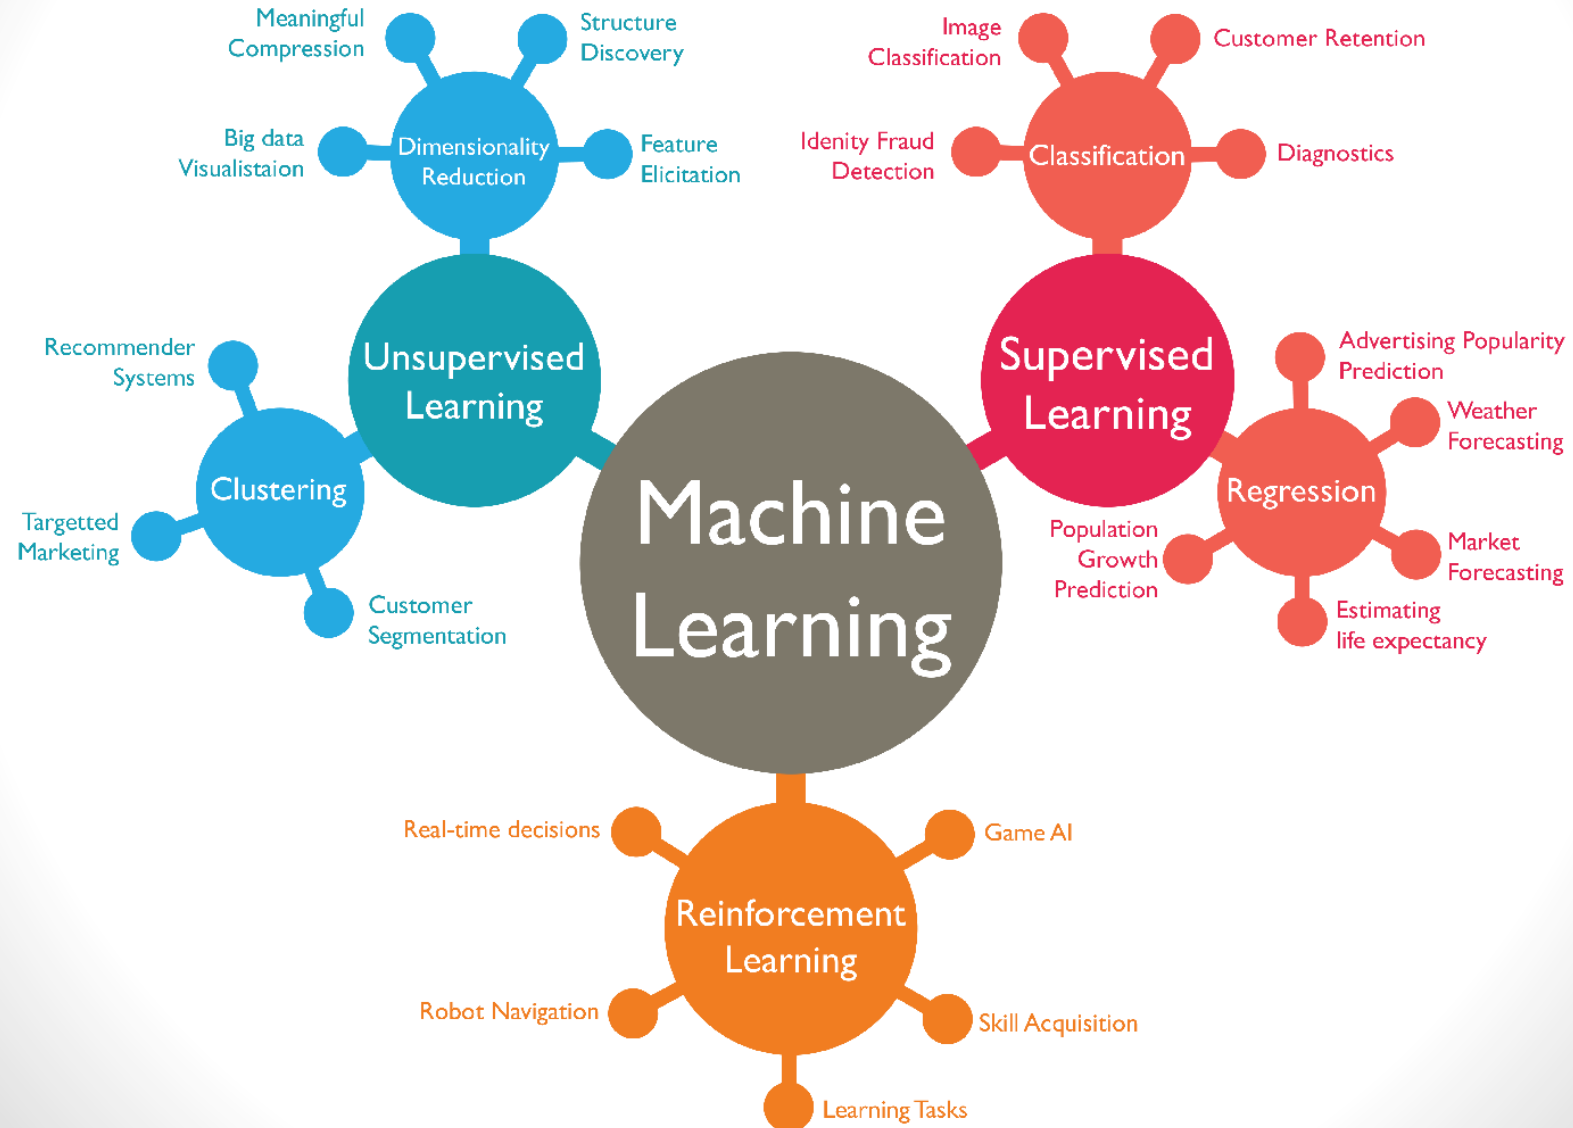 Meaningful
Compression
Structure
Discovery
Big data
Visualistaion
Dimensionality
Reduction
Feature
Elicitation
Image
Classification
Customer Retention
Idenity Fraud
Detection
Classification
Diagnostics
Unsupervised
Learning
Supervised
Learning
Recommender
Systems
Clustering
Targetted
Marketing
Customer
Segmentation
Machine
Learning
Advertising Popularity
Prediction
Weather
Forecasting
Regression
Population
Growth
Prediction
Market
Forecasting
Estimating
life expectancy
Real-time decisions
Game AI
Reinforcement
Learning
Robot Navigation
Skill Acquisition
Learning Tasks